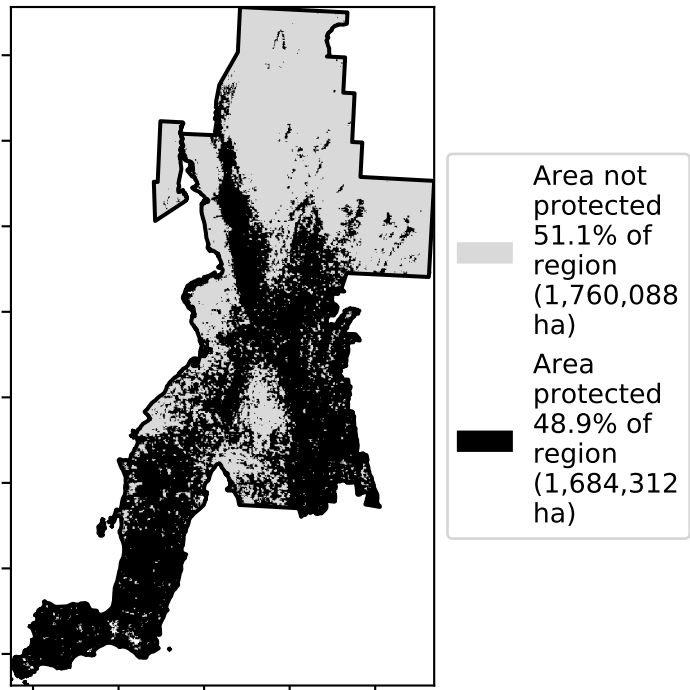 Area not
protected
51.1% of
region
(1,760,088
ha)
Area
protected
48.9% of
region
(1,684,312
ha)